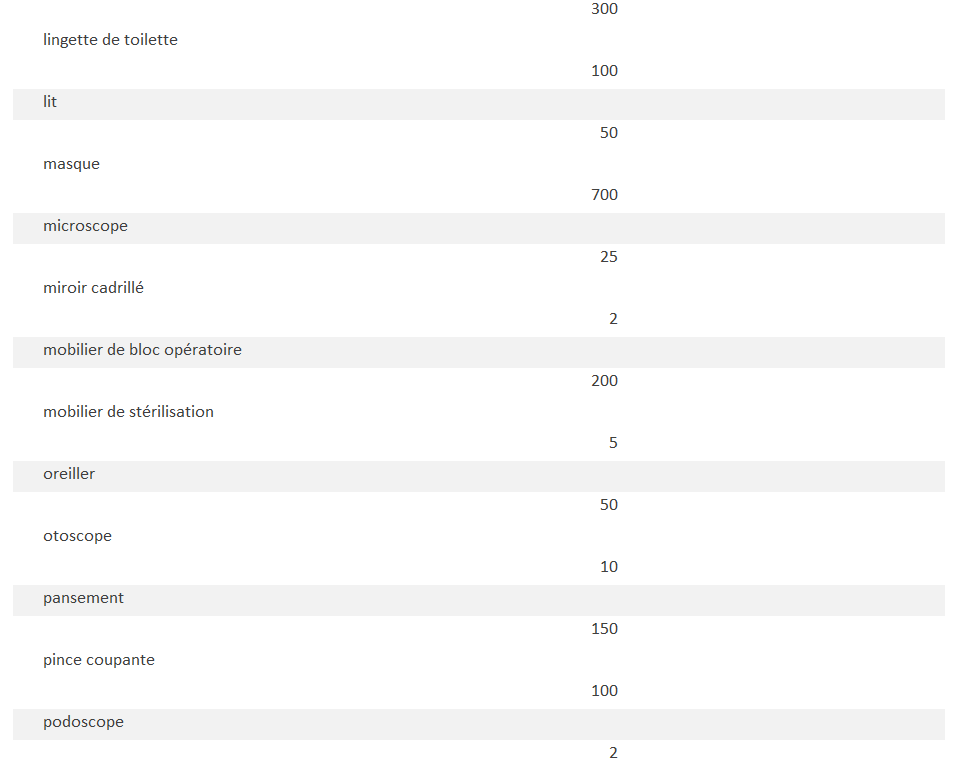 300
lingette de toilette
100
lit
50
masque
700
microscope
25
miroir cadrillé
2
mobilier de bloc opératoire
200
mobilier de stérilisation
5
oreiller
50
otoscope
10
pansement
150
pince coupante
100
podoscope
2